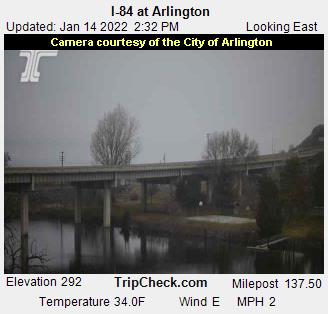 I-84 at Arlington
Updated: Jan 14 2022 2:32 PM Looking East
Camera courtesy of the City of Arlington
Elevation 292 TripCheck.com Milepost 137.50
Temperature 34.0F Wind E MPH 2